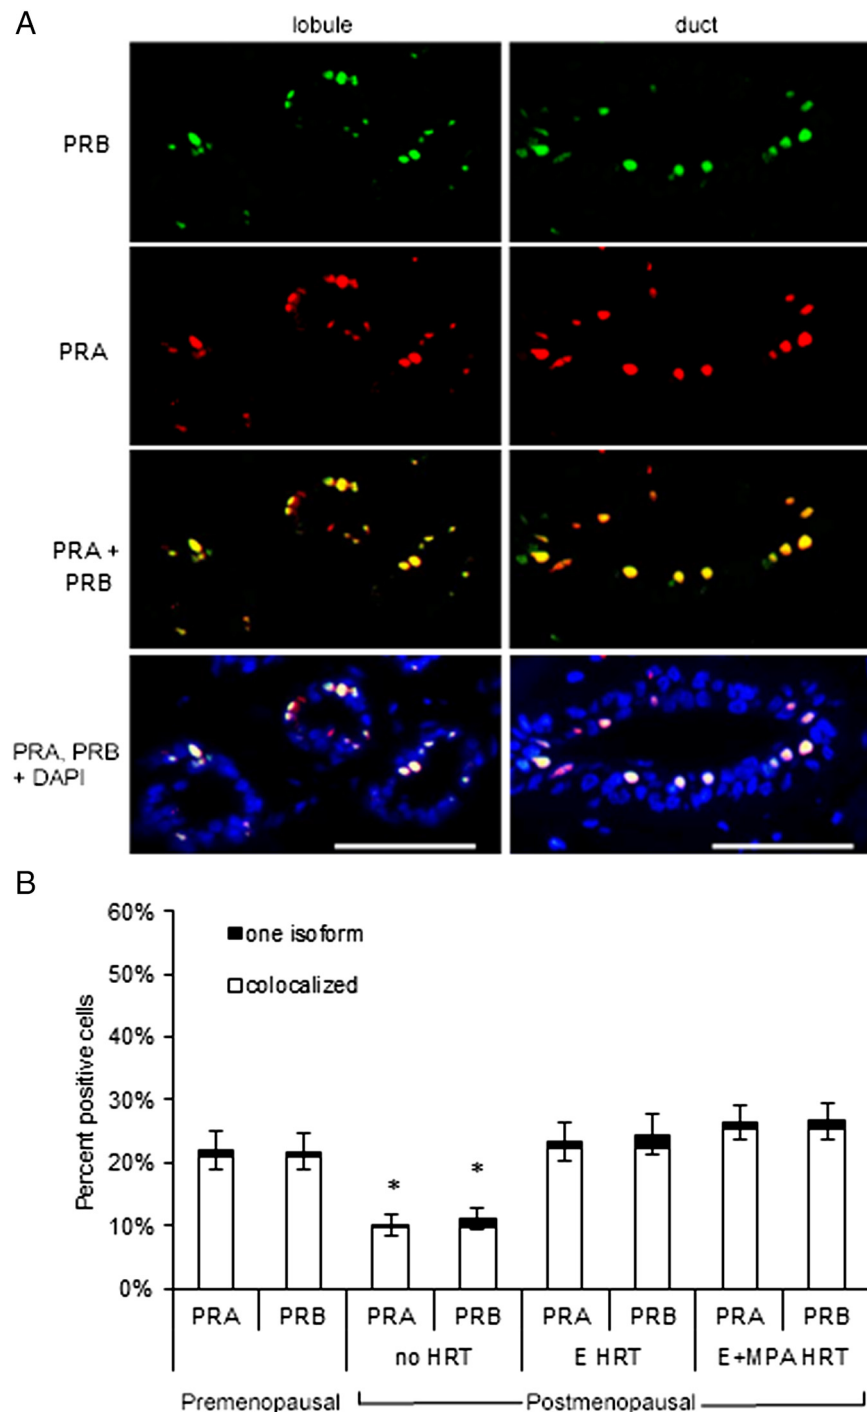 A
lobule
duct
PRB
PRA
PRA +
PRB
PRA, PRB
+ DAPI
B
60%
50%
40%
30%
20%
10%
0%
Percent positive cells
one isoform
colocalized
*
*
PRA
PRB
PRA
PRB
PRA
PRB
PRA
PRB
no HRT
E HRT
E+MPA HRT
Premenopausal
Postmenopausal